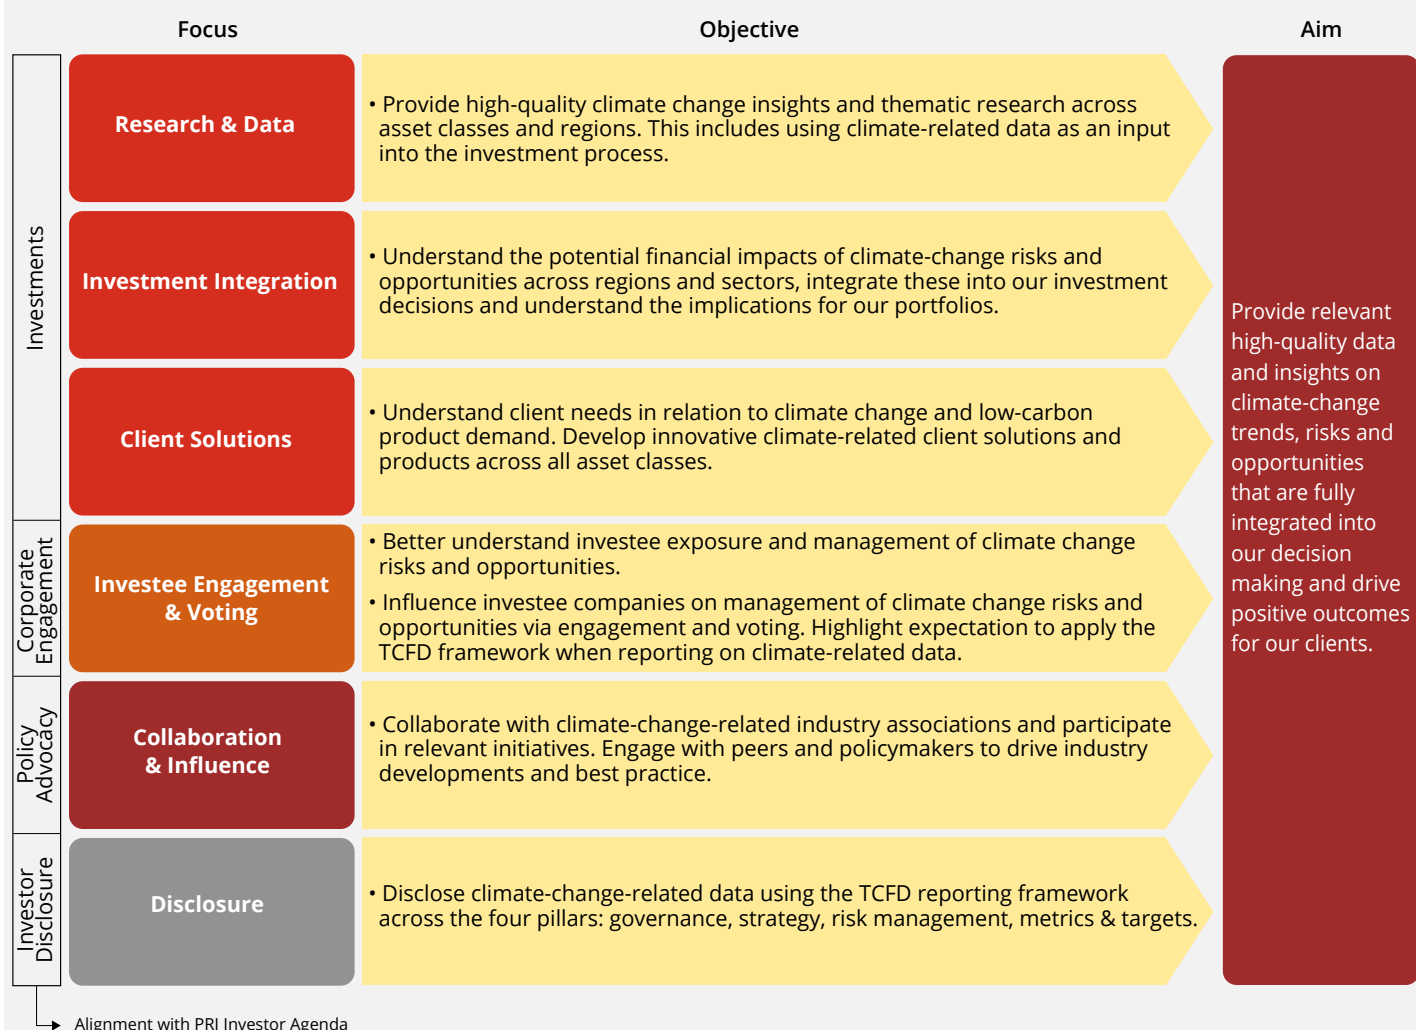 Focus
Objective
Aim
Investments
Research & Data
• Provide high-quality climate change insights and thematic research across
asset classes and regions. This includes using climate-related data as an input
into the investment process.
Investment Integration
• Understand the potential financial impacts of climate-change risks and
opportunities across regions and sectors, integrate these into our investment
decisions and understand the implications for our portfolios.
Client Solutions
• Understand client needs in relation to climate change and low-carbon
product demand. Develop innovative climate-related client solutions and
products across all asset classes.
Corporate
Engagement
Investee Engagement
& Voting
• Better understand investee exposure and management of climate change
risks and opportunities.
• Influence investee companies on management of climate change risks and
opportunities via engagement and voting. Highlight expectation to apply the
TCFD framework when reporting on climate-related data.
Policy
Advocacy
Collaboration
& Influence
• Collaborate with climate-change-related industry associations and participate
in relevant initiatives. Engage with peers and policymakers to drive industry
developments and best practice.
Investor
Disclosure
Disclosure
• Disclose climate-change-related data using the TCFD reporting framework
across the four pillars: governance, strategy, risk management, metrics & targets.
Provide relevant
high-quality data
and insights on
climate-change
trends, risks and
opportunities
that are fully
integrated into
our decision
making and drive
positive outcomes
for our clients.
Alignment with PRI Investor Agenda